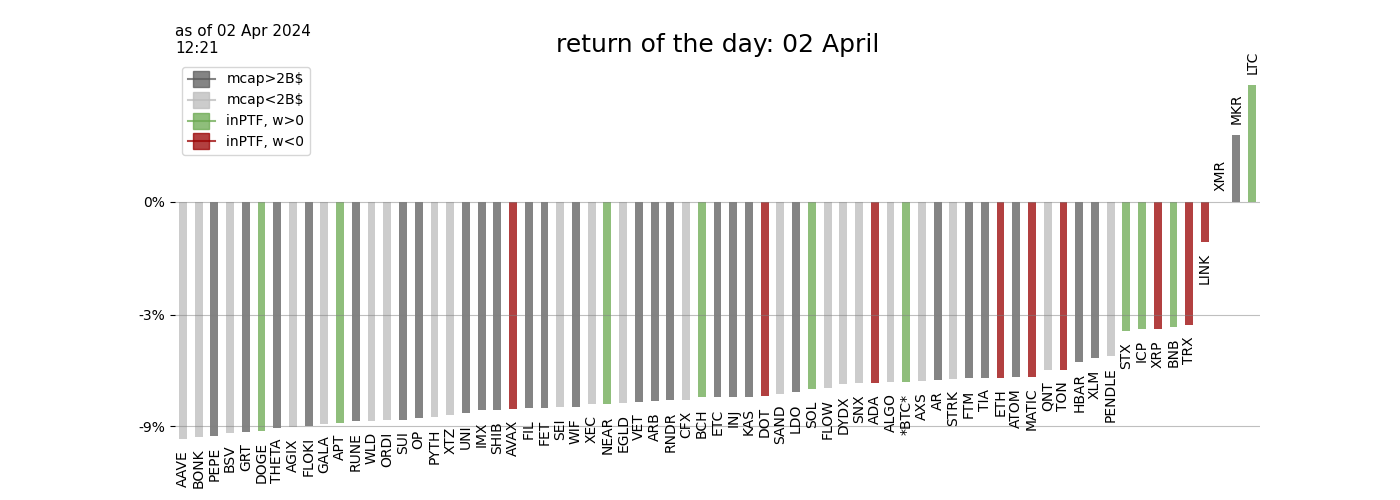 as of 02 Apr 2024
12:21
return of the day: 02 April
mcap>2B$
mcap<2B$
inPTF, w>0
inPTF, w<0
0%
-3%
-9%
AAVE
BONK
PEPE
BSV
GRT
DOGE
THETA
AGIX
FLOKI
GALA
APT
RUNE
WLD
ORDI
SUI
OP
PYTH
XTZ
UNI
IMX
SHIB
AVAX
FIL
FET
SEI
WIF
XEC
NEAR
EGLD
VET
ARB
RNDR
CFX
BCH
ETC
INJ
KAS
DOT
SAND
LDO
SOL
FLOW
DYDX
SNX
ADA
ALGO
*BTC*
AXS
AR
STRK
FTM
TIA
ETH
ATOM
MATIC
QNT
TON
HBAR
XLM
PENDLE
STX
ICP
XRP
BNB
TRX
LINK
XMR
MKR
LTC